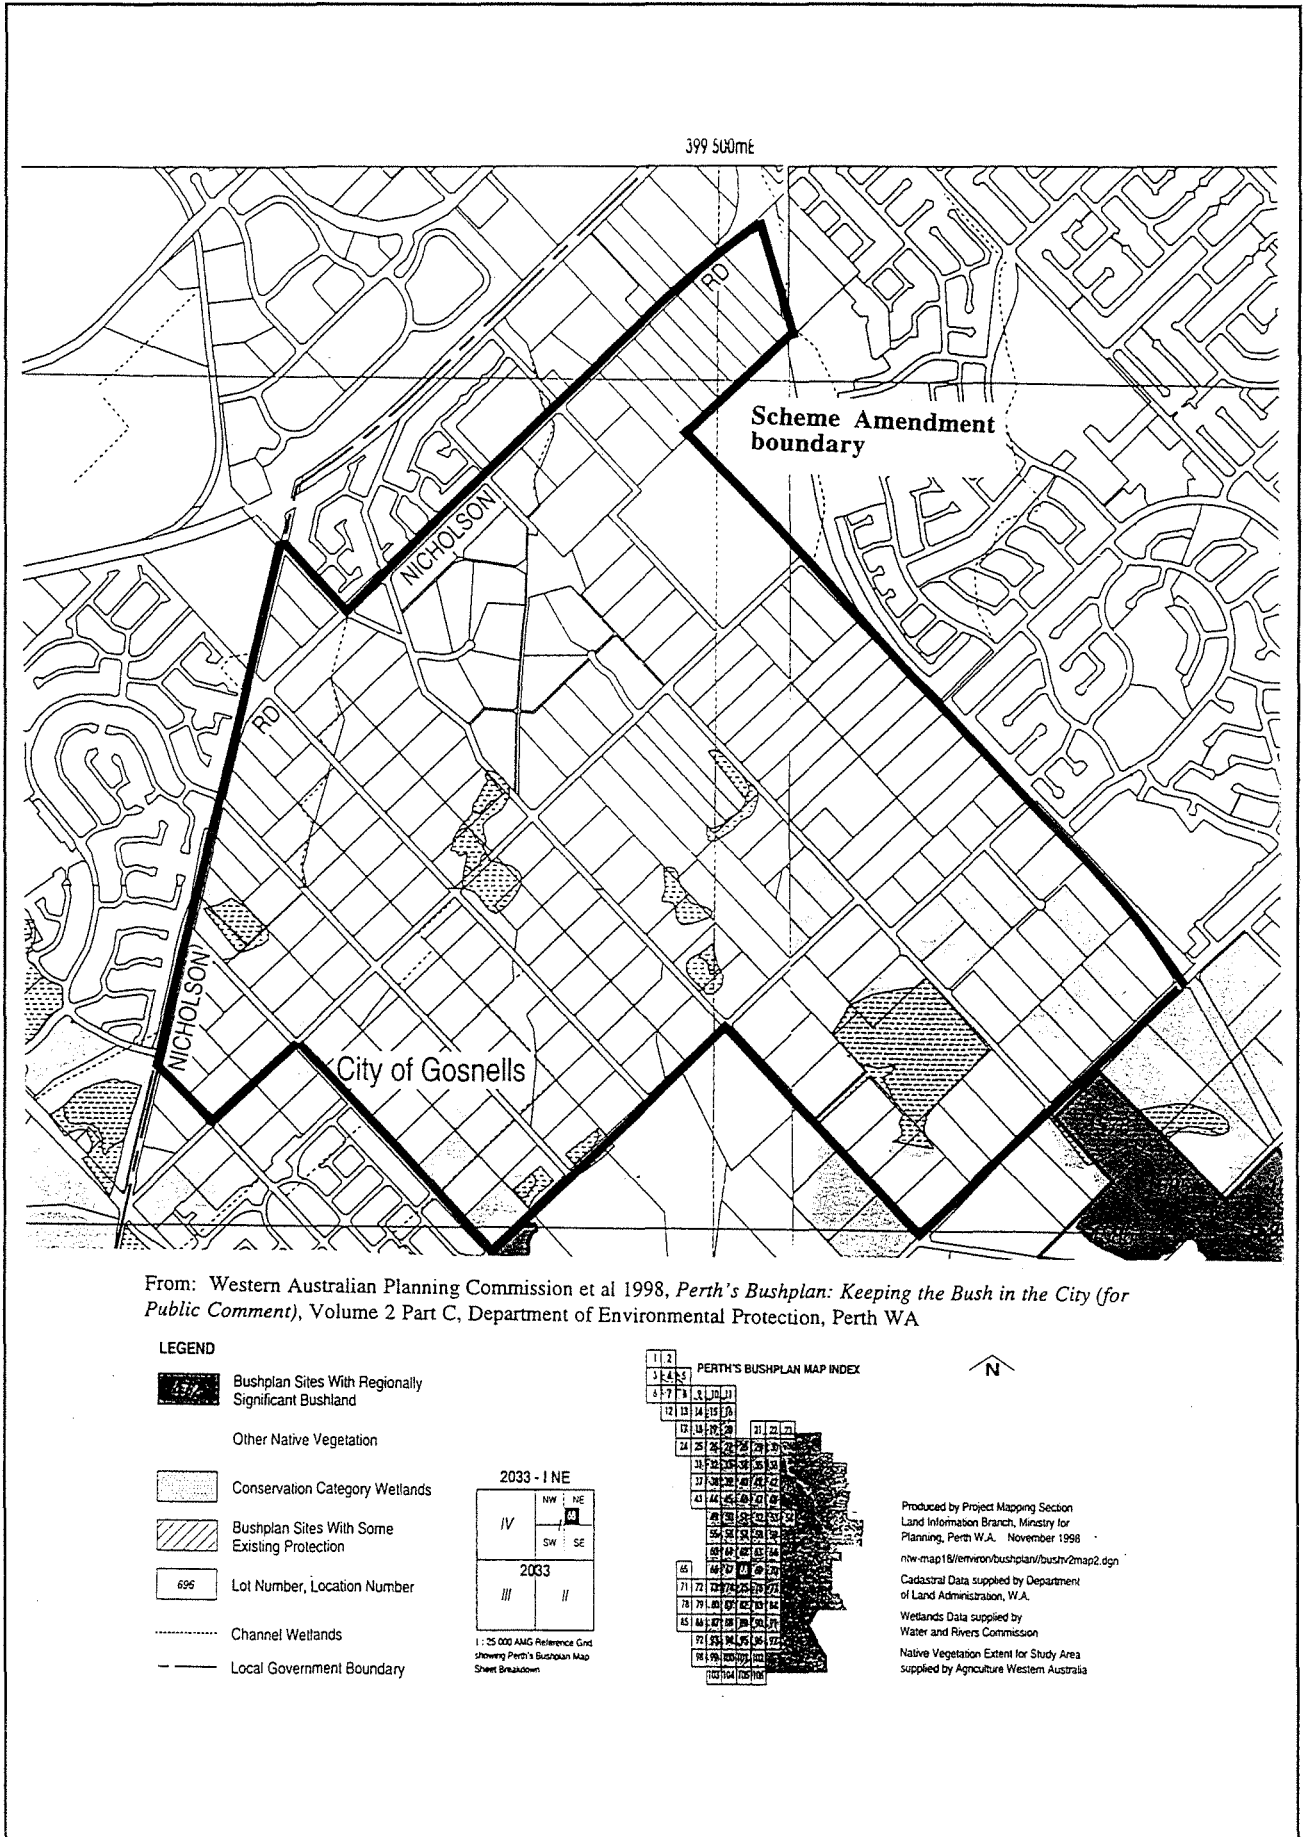 399 500mE
RD
Scheme Amendment
boundary
NICHOLSON
RD
NICHOLSON
City of Gosnells
From: Western Australian Planning Commission et al 1998, Perth's Bushplan: Keeping the Bush in the City (for
Public Comment), Volume 2 Part C, Department of Environmental Protection, Perth WA
LEGEND
Bushplan Sites With Regionally
Significant Bushland
Other Native Vegetation
Conservation Category Wetlands
Bushplan Sites With Some
Existing Protection
696
Lot Number, Location Number
Channel Wetlands
Local Government Boundary
2033 - I NE
NW NE
IV
68
SW SE
2033
III II
1 : 25 000 AMG Reference Grid
showing Perth's Bushplan Map
Sheet Breakdown
PERTH'S BUSHPLAN MAP INDEX
N
Produced by Project Mapping Section
Land Information Branch, Ministry for
Planning, Perth W.A. November 1998
ntw-map18//environ/bushplan//bushv2map2.dgn
Cadastral Data supplied by Department
of Land Administration, W.A.
Wetlands Data supplied by
Water and Rivers Commission
Native Vegetation Extent for Study Area
supplied by Agriculture Western Australia